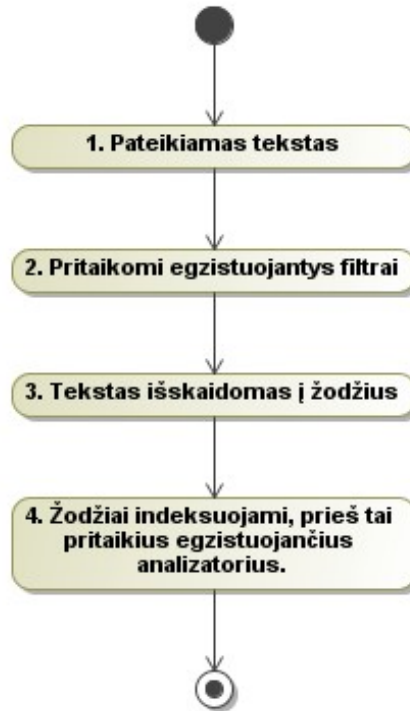 1. Pateikiamas tekstas
2. Pritaikomi egzistuojantys filtrai
3. Tekstas išskaidomas į žodžius
4. Žodžiai indeksuojami, prieš tai
pritaikius egzistuojančius
analizatorius.